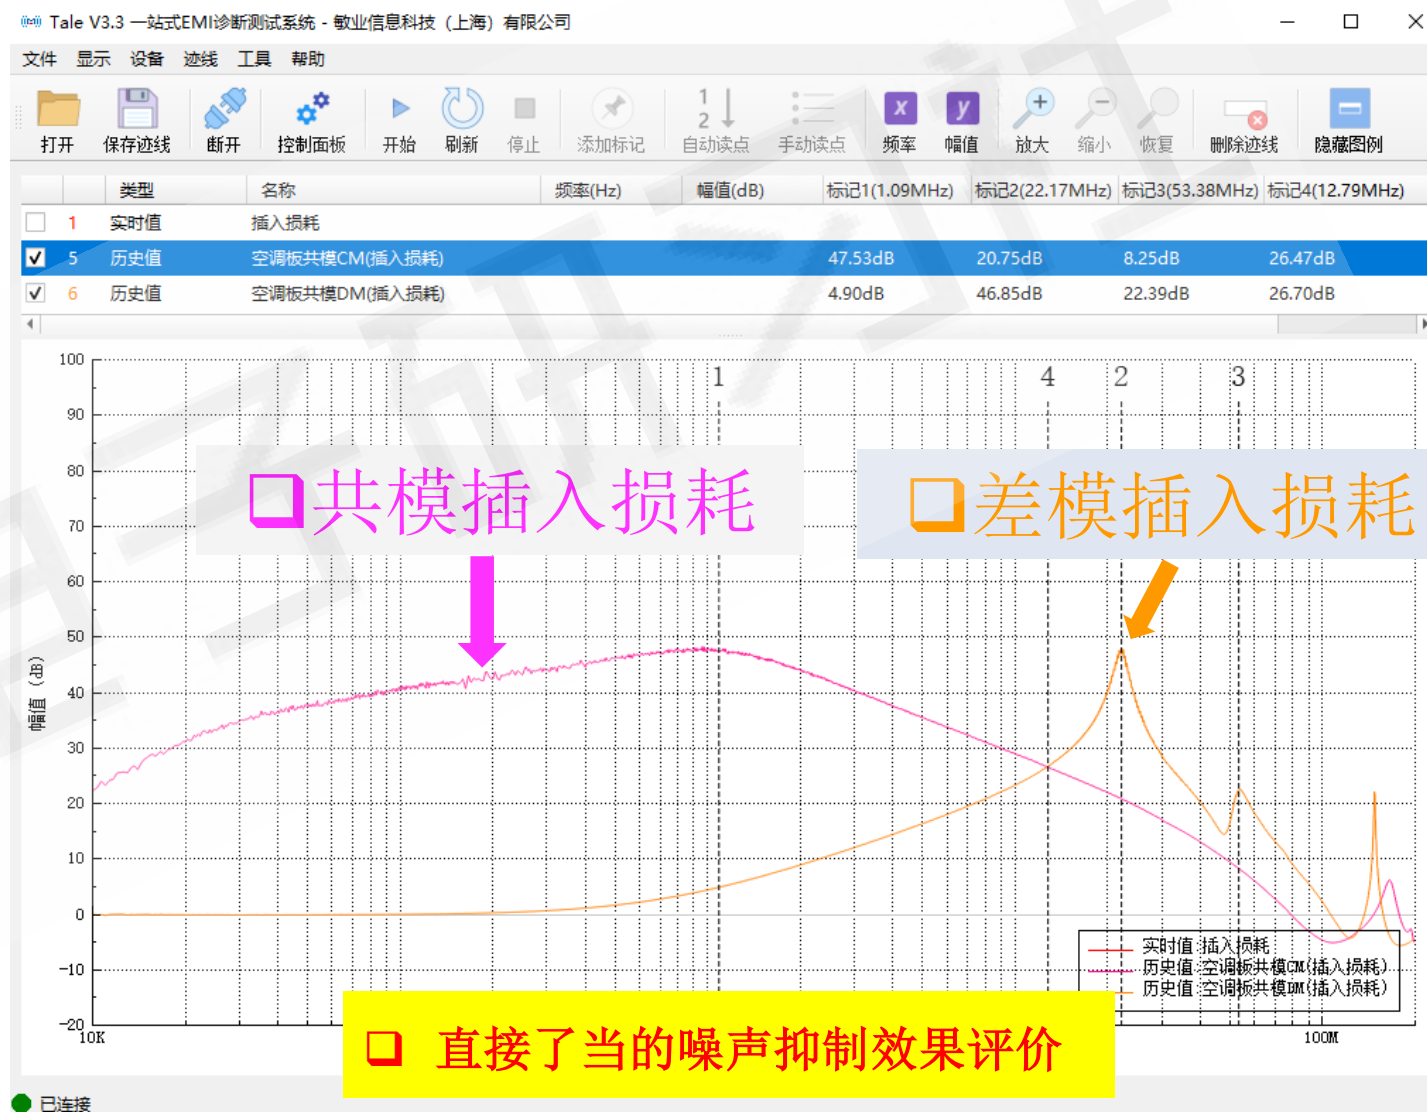 Tale V3.3 一站式EMI诊断测试系统 - 敏业信息科技（上海）有限公司
文件 显示 设备 迹线 工具 帮助
打开 保存迹线 断开 控制面板 开始 刷新 停止 添加标记 自动读点 手动读点 频率 幅值 放大 缩小 恢复 删除迹线 隐藏图例
类型 名称 频率(Hz) 幅值(dB) 标记1(1.09MHz) 标记2(22.17MHz) 标记3(53.38MHz) 标记4(12.79MHz)
1 实时值 插入损耗
5 历史值 空调板共模CM(插入损耗) 47.53dB 20.75dB 8.25dB 26.47dB
6 历史值 空调板共模DM(插入损耗) 4.90dB 46.85dB 22.39dB 26.70dB
100
1 4 2 3
90
80
共模插入损耗 差模插入损耗
70
60
50
幅值 (dB)
40
30
20
10
0
实时值:插入损耗
-10 历史值:空调板共模CM(插入损耗)
历史值:空调板共模DM(插入损耗)
-20
10K 100M
直接了当的噪声抑制效果评价
已连接
电子研习社